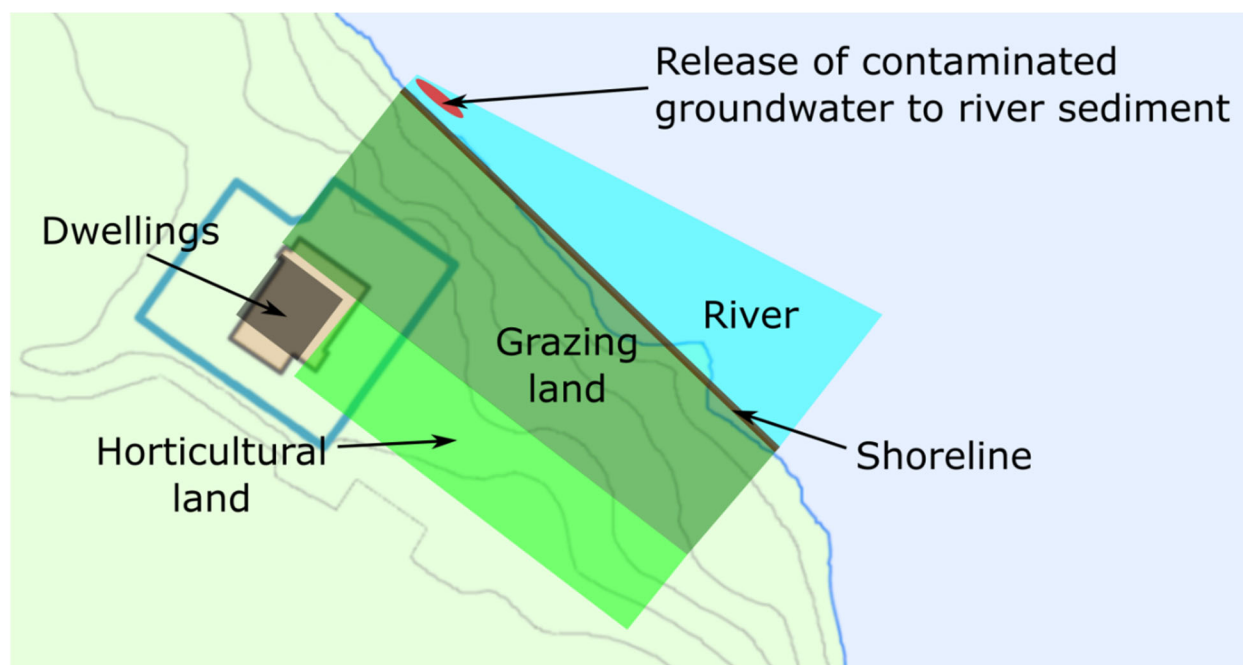 Release of contaminated
groundwater to river sediment
Dwellings
River
Grazing
land
Horticultural
land
Shoreline